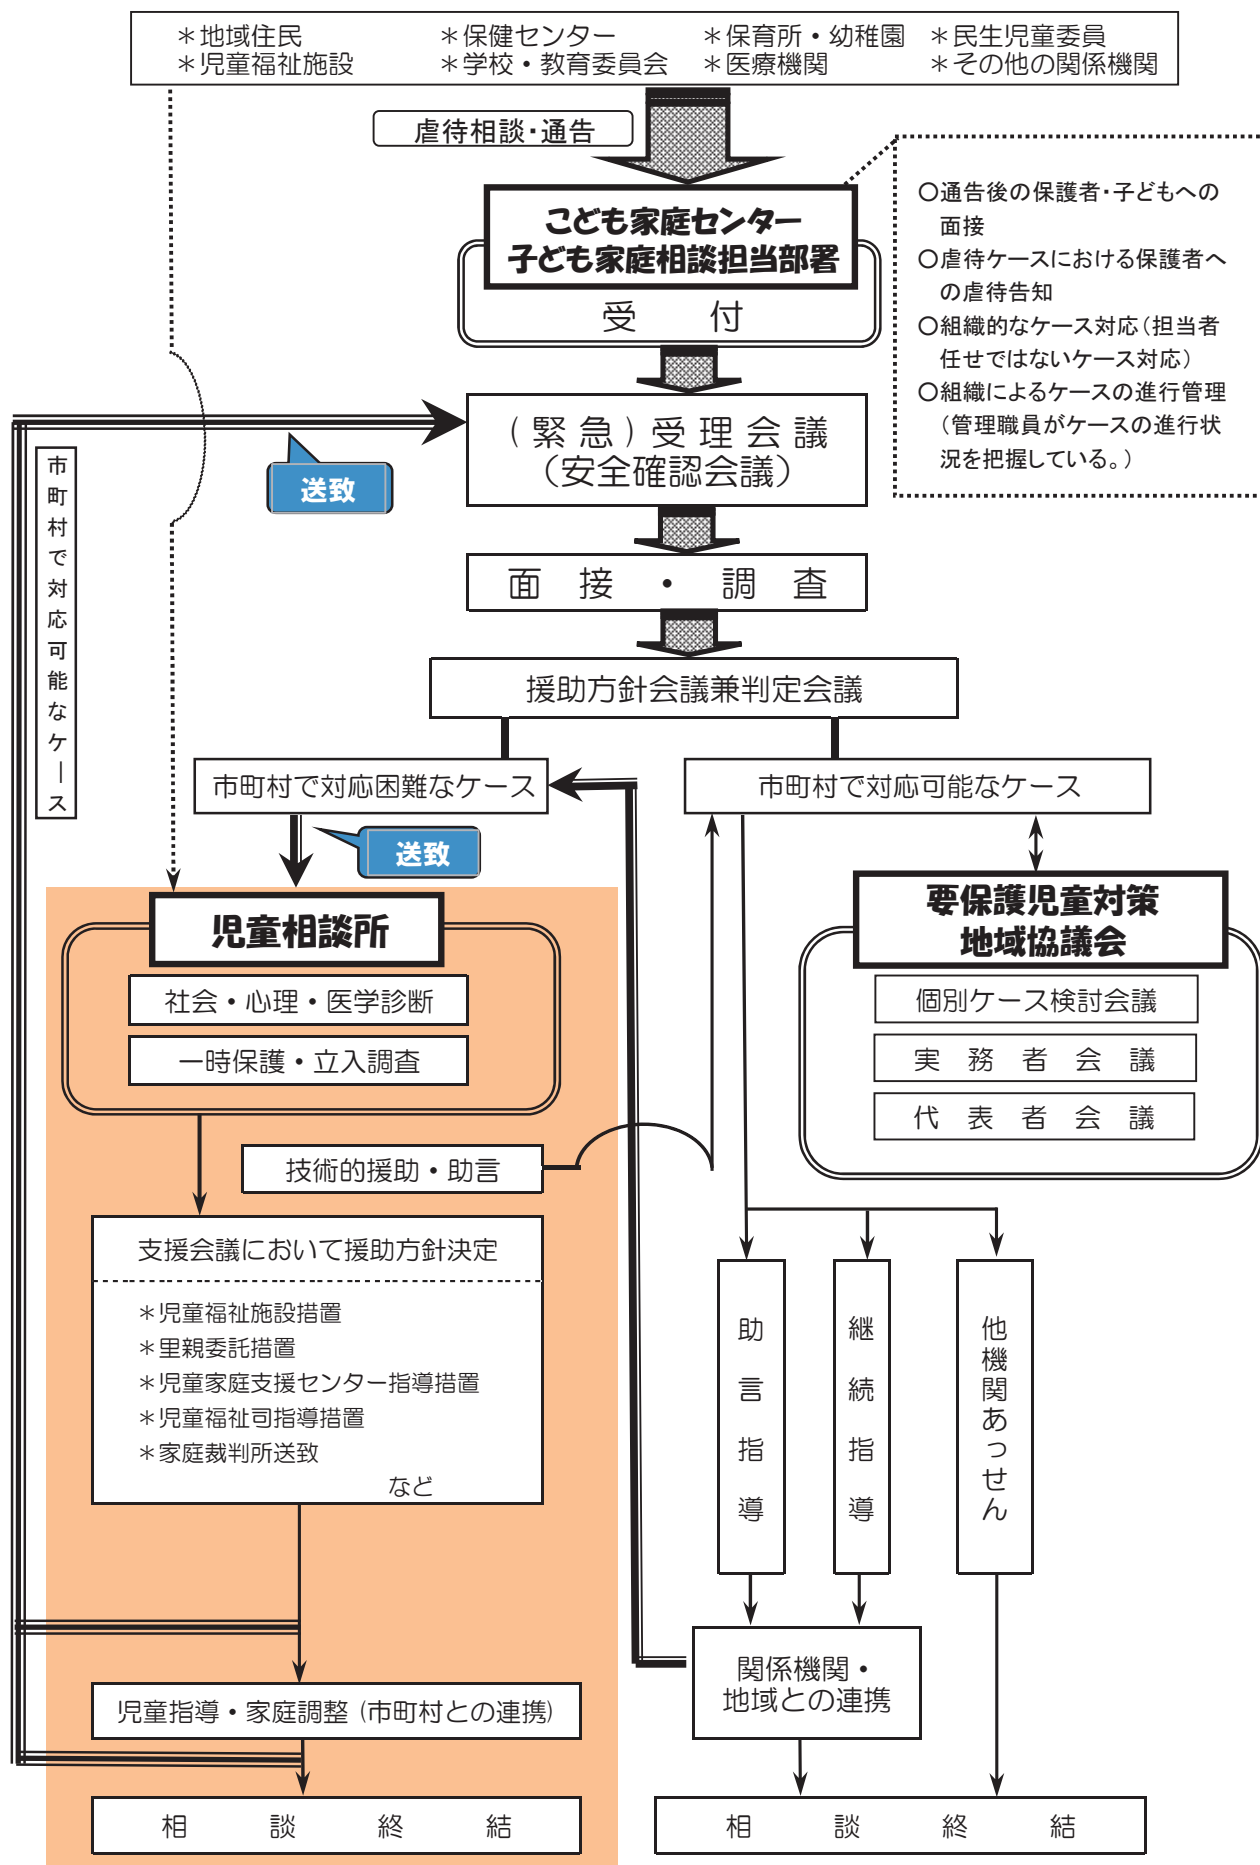 ＊地域住民　＊保健センター　＊保育所・幼稚園　＊民生児童委員
＊児童福祉施設　＊学校・教育委員会　＊医療機関　＊その他の関係機関
虐待相談・通告
こども家庭センター
子ども家庭相談担当部署
受　付
○通告後の保護者・子どもへの
面接
○虐待ケースにおける保護者へ
の虐待告知
○組織的なケース対応（担当者
任せではないケース対応）
○組織によるケースの進行管理
（管理職員がケースの進行状
況を把握している。）
（緊急）受理会議
（安全確認会議）
送致
市町村で対応可能なケース
面接・調査
援助方針会議兼判定会議
市町村で対応困難なケース
市町村で対応可能なケース
送致
児童相談所
社会・心理・医学診断
一時保護・立入調査
要保護児童対策
地域協議会
個別ケース検討会議
実務者会議
代表者会議
技術的援助・助言
支援会議において援助方針決定
＊児童福祉施設措置
＊里親委託措置
＊児童家庭支援センター指導措置
＊児童福祉司指導措置
＊家庭裁判所送致
など
助言指導
継続指導
他機関あっせん
関係機関・
地域との連携
児童指導・家庭調整（市町村との連携）
相談終結
相談終結